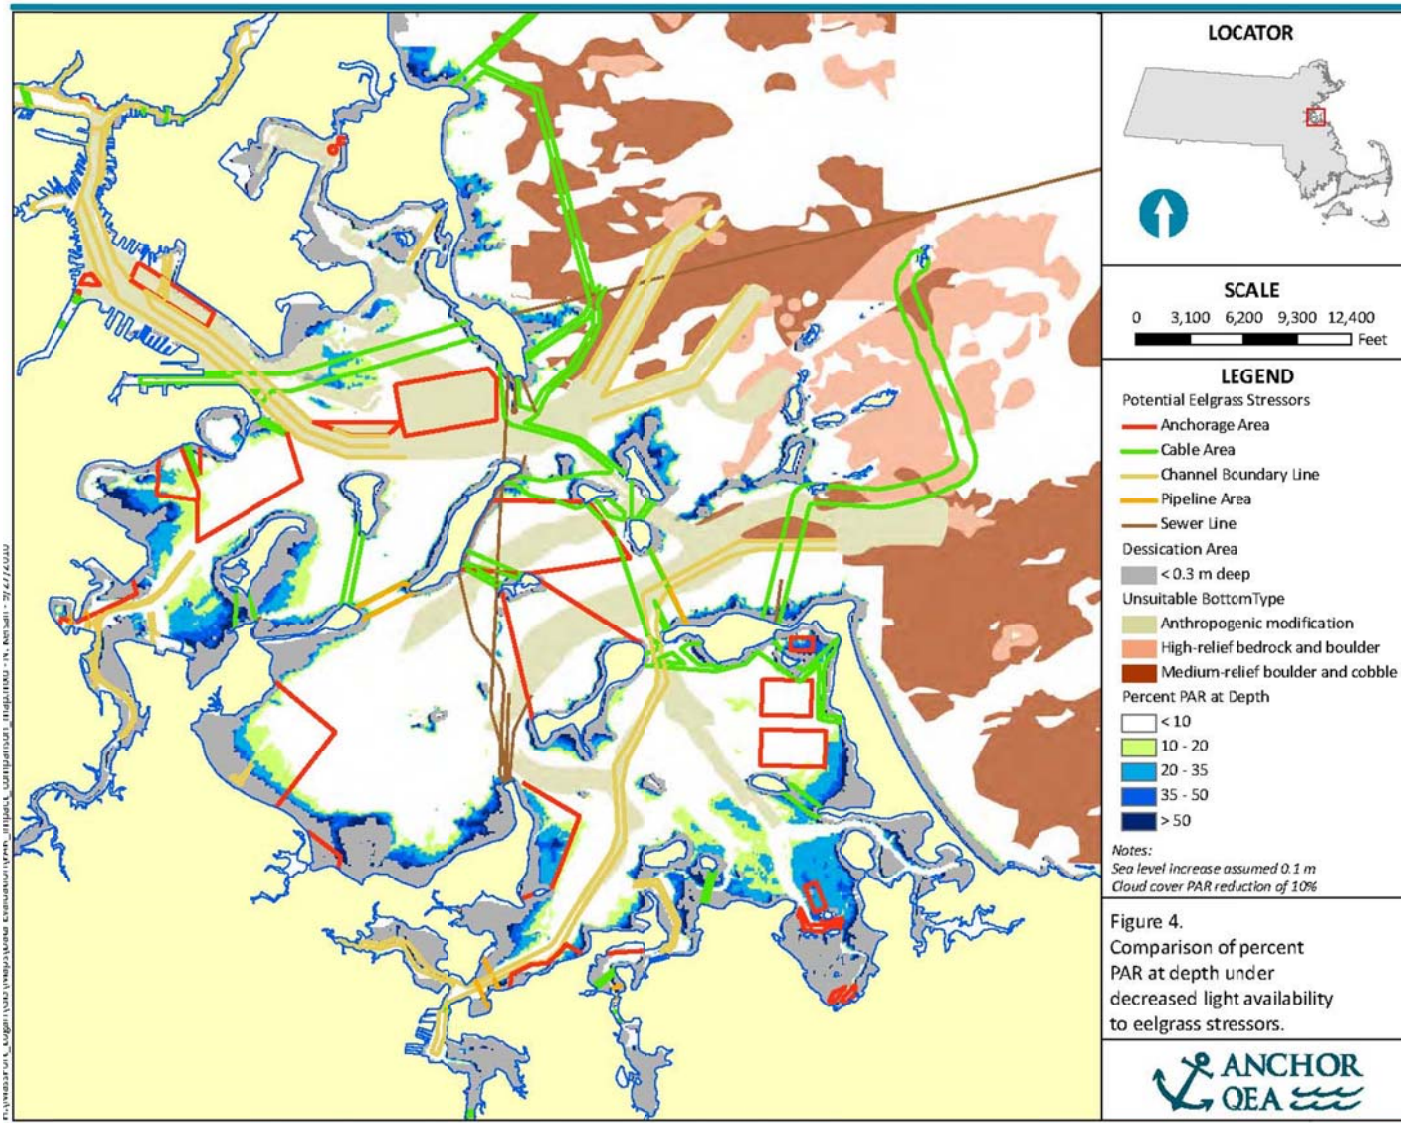 LOCATOR
SCALE
0 3,100 6,200 9,300 12,400
Feet
LEGEND
Potential Eelgrass Stressors
Anchorage Area
Cable Area
Channel Boundary Line
Pipeline Area
Sewer Line
Dessication Area
< 0.3 m deep
Unsuitable BottomType
Anthropogenic modification
High-relief bedrock and boulder
Medium-relief boulder and cobble
Percent PAR at Depth
< 10
10 - 20
20 - 35
35 - 50
> 50
Notes:
Sea level increase assumed 0.1 m
Cloud cover PAR reduction of 10%
Figure 4.
Comparison of percent
PAR at depth under
decreased light availability
to eelgrass stressors.
ANCHOR
QEA